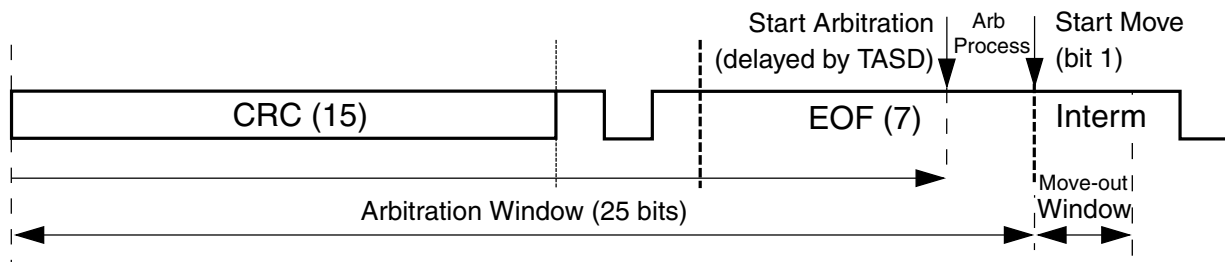 Start Arbitration
(delayed by TASD)
Arb
Process
Start Move
(bit 1)
CRC (15)
EOF (7)
Interm
Arbitration Window (25 bits)
Move-out
Window